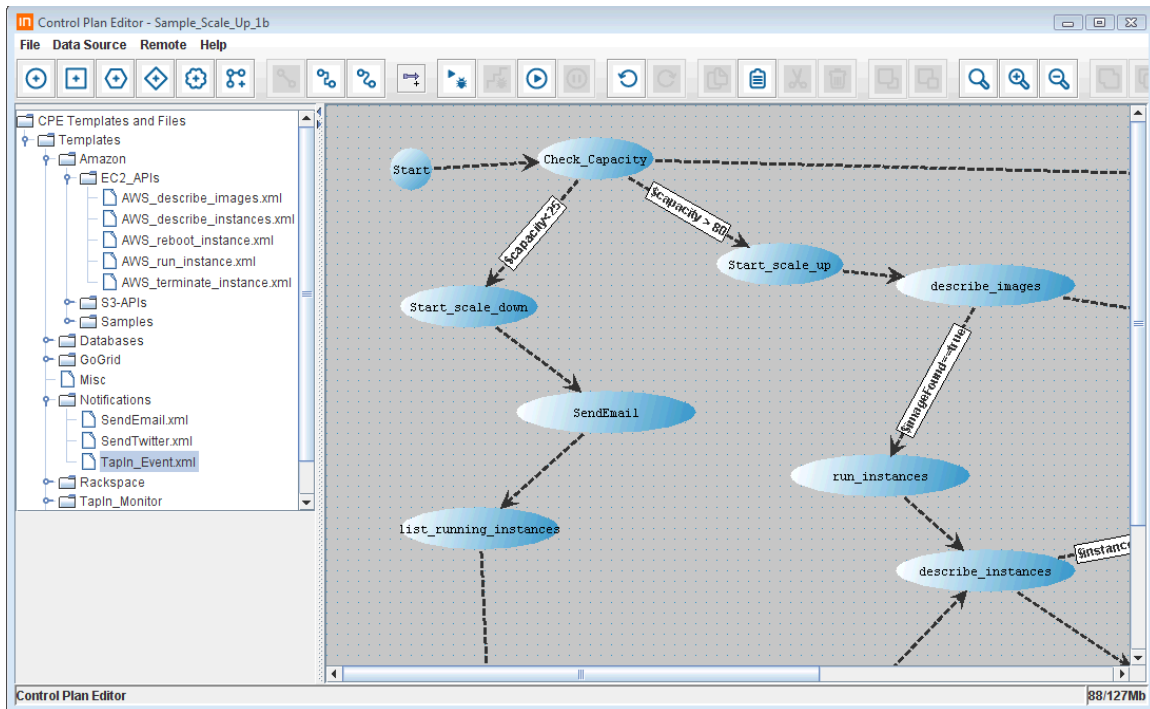 in Control Plan Editor - Sample_Scale_Up_1b
File Data Source Remote Help
CPE Templates and Files
Templates
Amazon
EC2_APIs
AWS_describe_images.xml
AWS_describe_instances.xml
AWS_reboot_instance.xml
AWS_run_instance.xml
AWS_terminate_instance.xml
S3-APIs
Samples
Databases
GoGrid
Misc
Notifications
SendEmail.xml
SendTwitter.xml
TapIn_Event.xml
Rackspace
TapIn_Monitor
Start
Check_Capacity
$capacity<25
$capacity > 80
Start_scale_up
describe_images
Start_scale_down
$imageFound==true
SendEmail
run_instances
list_running_instances
$instance
describe_instances
Control Plan Editor
88/127Mb